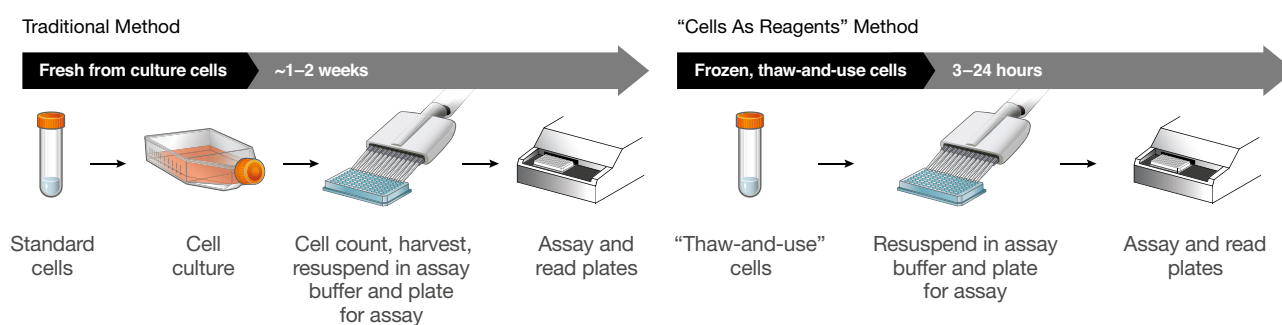 Traditional Method
Fresh from culture cells
~1–2 weeks
Standard
cells
Cell
culture
Cell count, harvest,
resuspend in assay
buffer and plate
for assay
Assay and
read plates
“Cells As Reagents” Method
Frozen, thaw-and-use cells
3–24 hours
“Thaw-and-use”
cells
Resuspend in assay
buffer and plate
for assay
Assay and read
plates